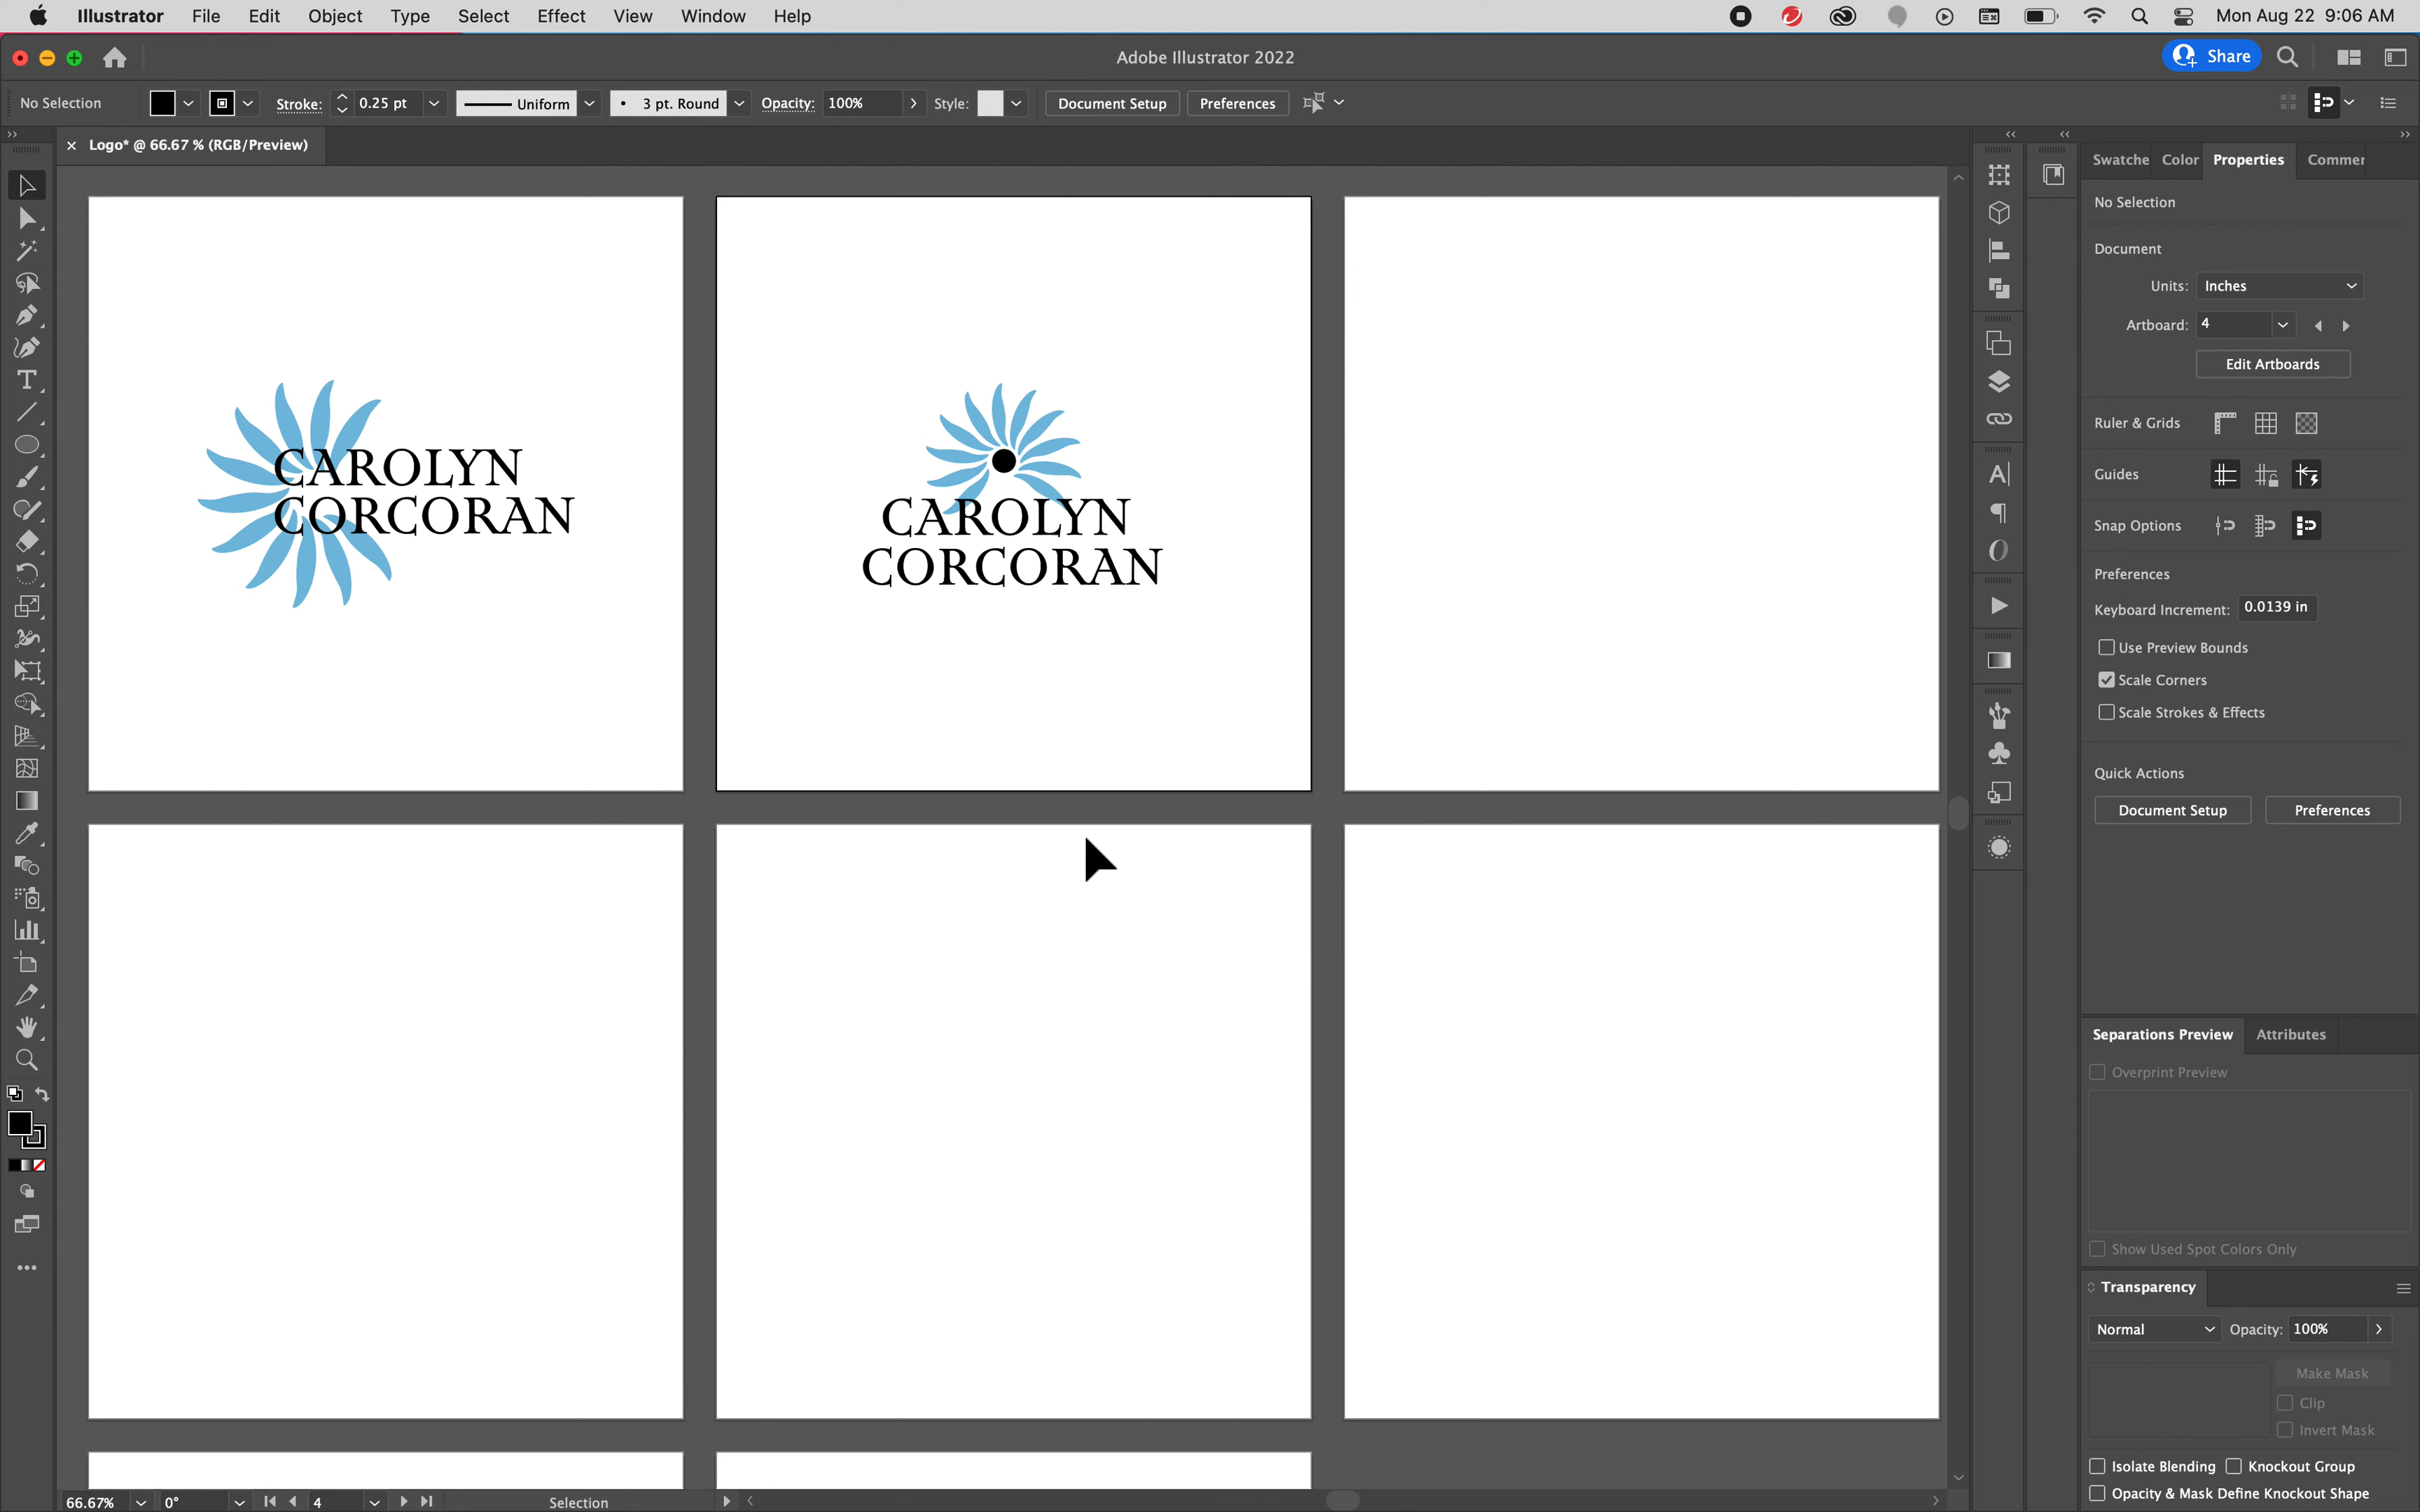 Illustrator File Edit Object Type Select Effect View Window Help Mon Aug 22 9:06 AM
Adobe Illustrator 2022 Share
No Selection Stroke: 0.25 pt Uniform 3 pt. Round Opacity: 100% Style: Document Setup Preferences
Logo* @ 66.67 % (RGB/Preview)
CAROLYN
CORCORAN
CAROLYN
CORCORAN
Swatche Color Properties Commer
No Selection
Document
Units: Inches
Artboard: 4
Edit Artboards
Ruler & Grids
Guides
Snap Options
Preferences
Keyboard Increment: 0.0139 in
Use Preview Bounds
Scale Corners
Scale Strokes & Effects
Quick Actions
Document Setup Preferences
Separations Preview Attributes
Overprint Preview
Show Used Spot Colors Only
Transparency
Normal Opacity: 100%
Make Mask
Clip
Invert Mask
Isolate Blending Knockout Group
Opacity & Mask Define Knockout Shape
66.67% 0° 4 Selection